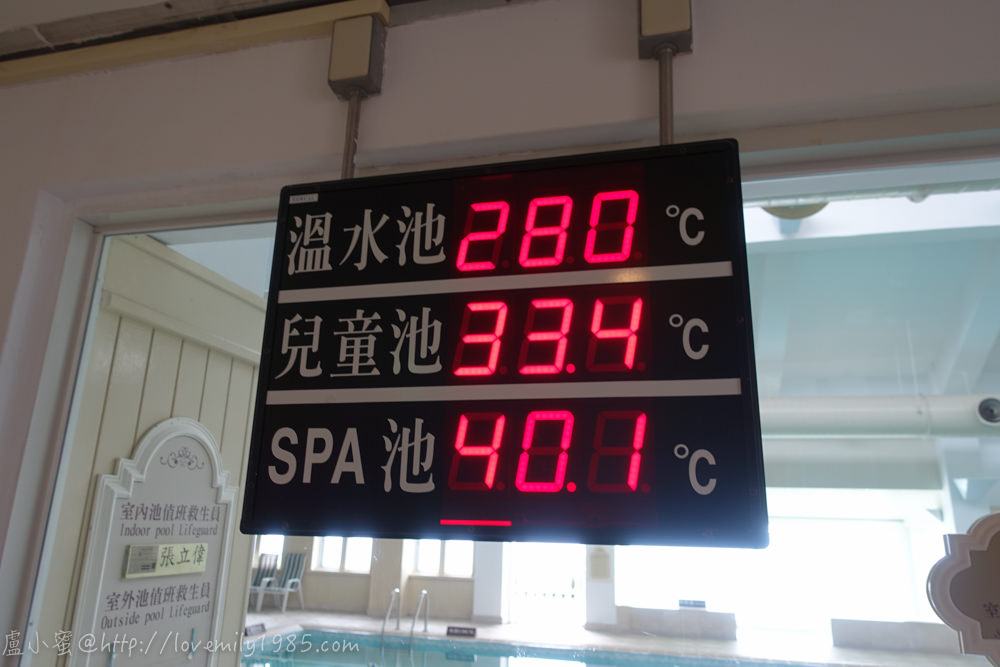 溫水池 28.0 °C
兒童池 33.4 °C
SPA 池 40.1 °C
室內池值班救生員
Indoor pool Lifeguard
張立偉
室外池值班救生員
Outside pool Lifeguard
盧小蜜@http://lovemily1985.com/